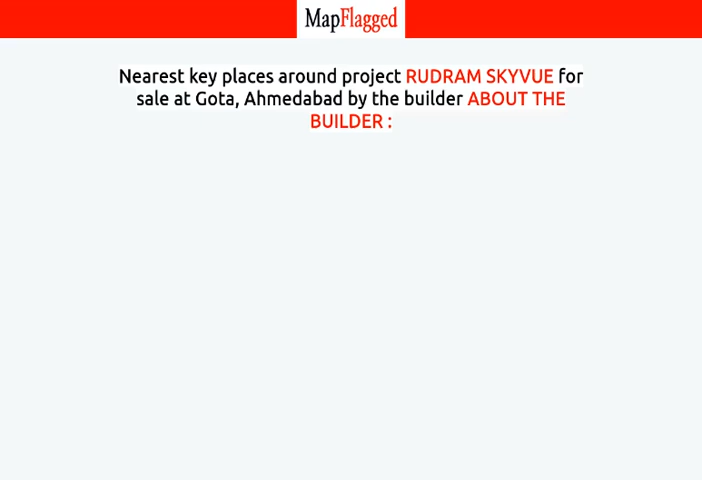 MapFlagged
Nearest key places around project RUDRAM SKYVUE for
sale at Gota, Ahmedabad by the builder ABOUT THE
BUILDER :